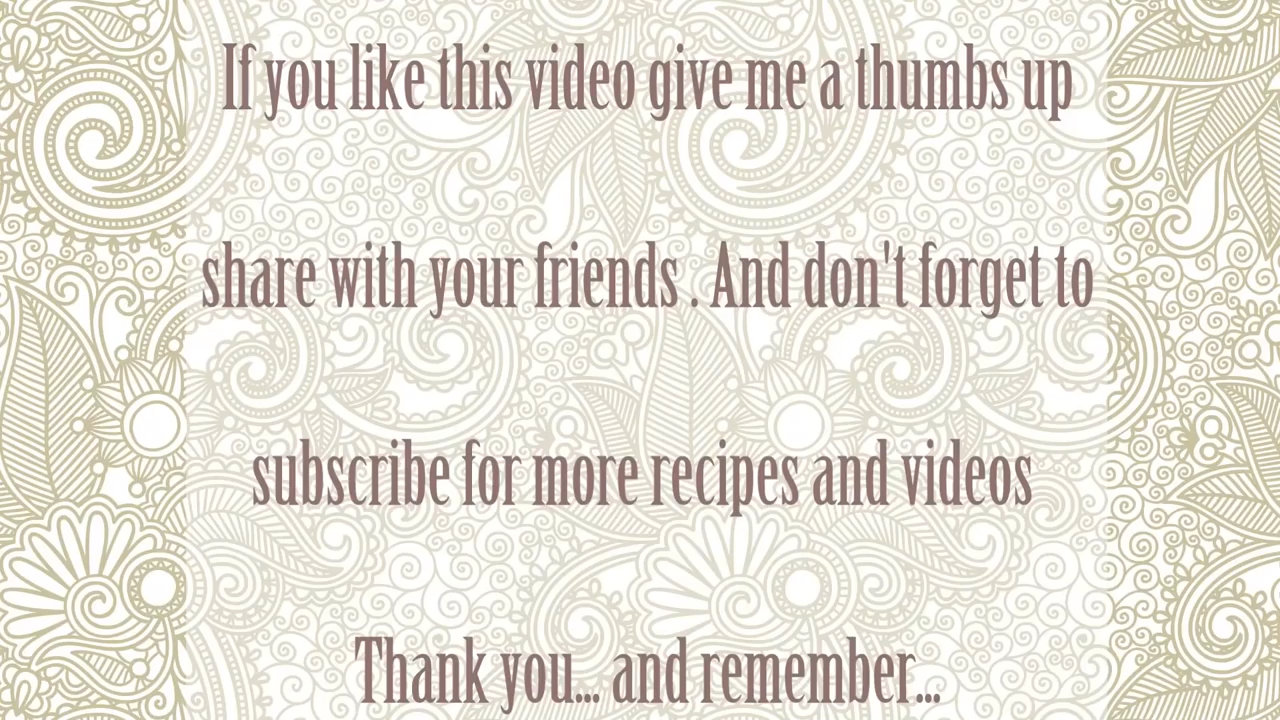 If you like this video give me a thumbs up
share with your friends . And don't forget to
subscribe for more recipes and videos
Thank you... and remember...